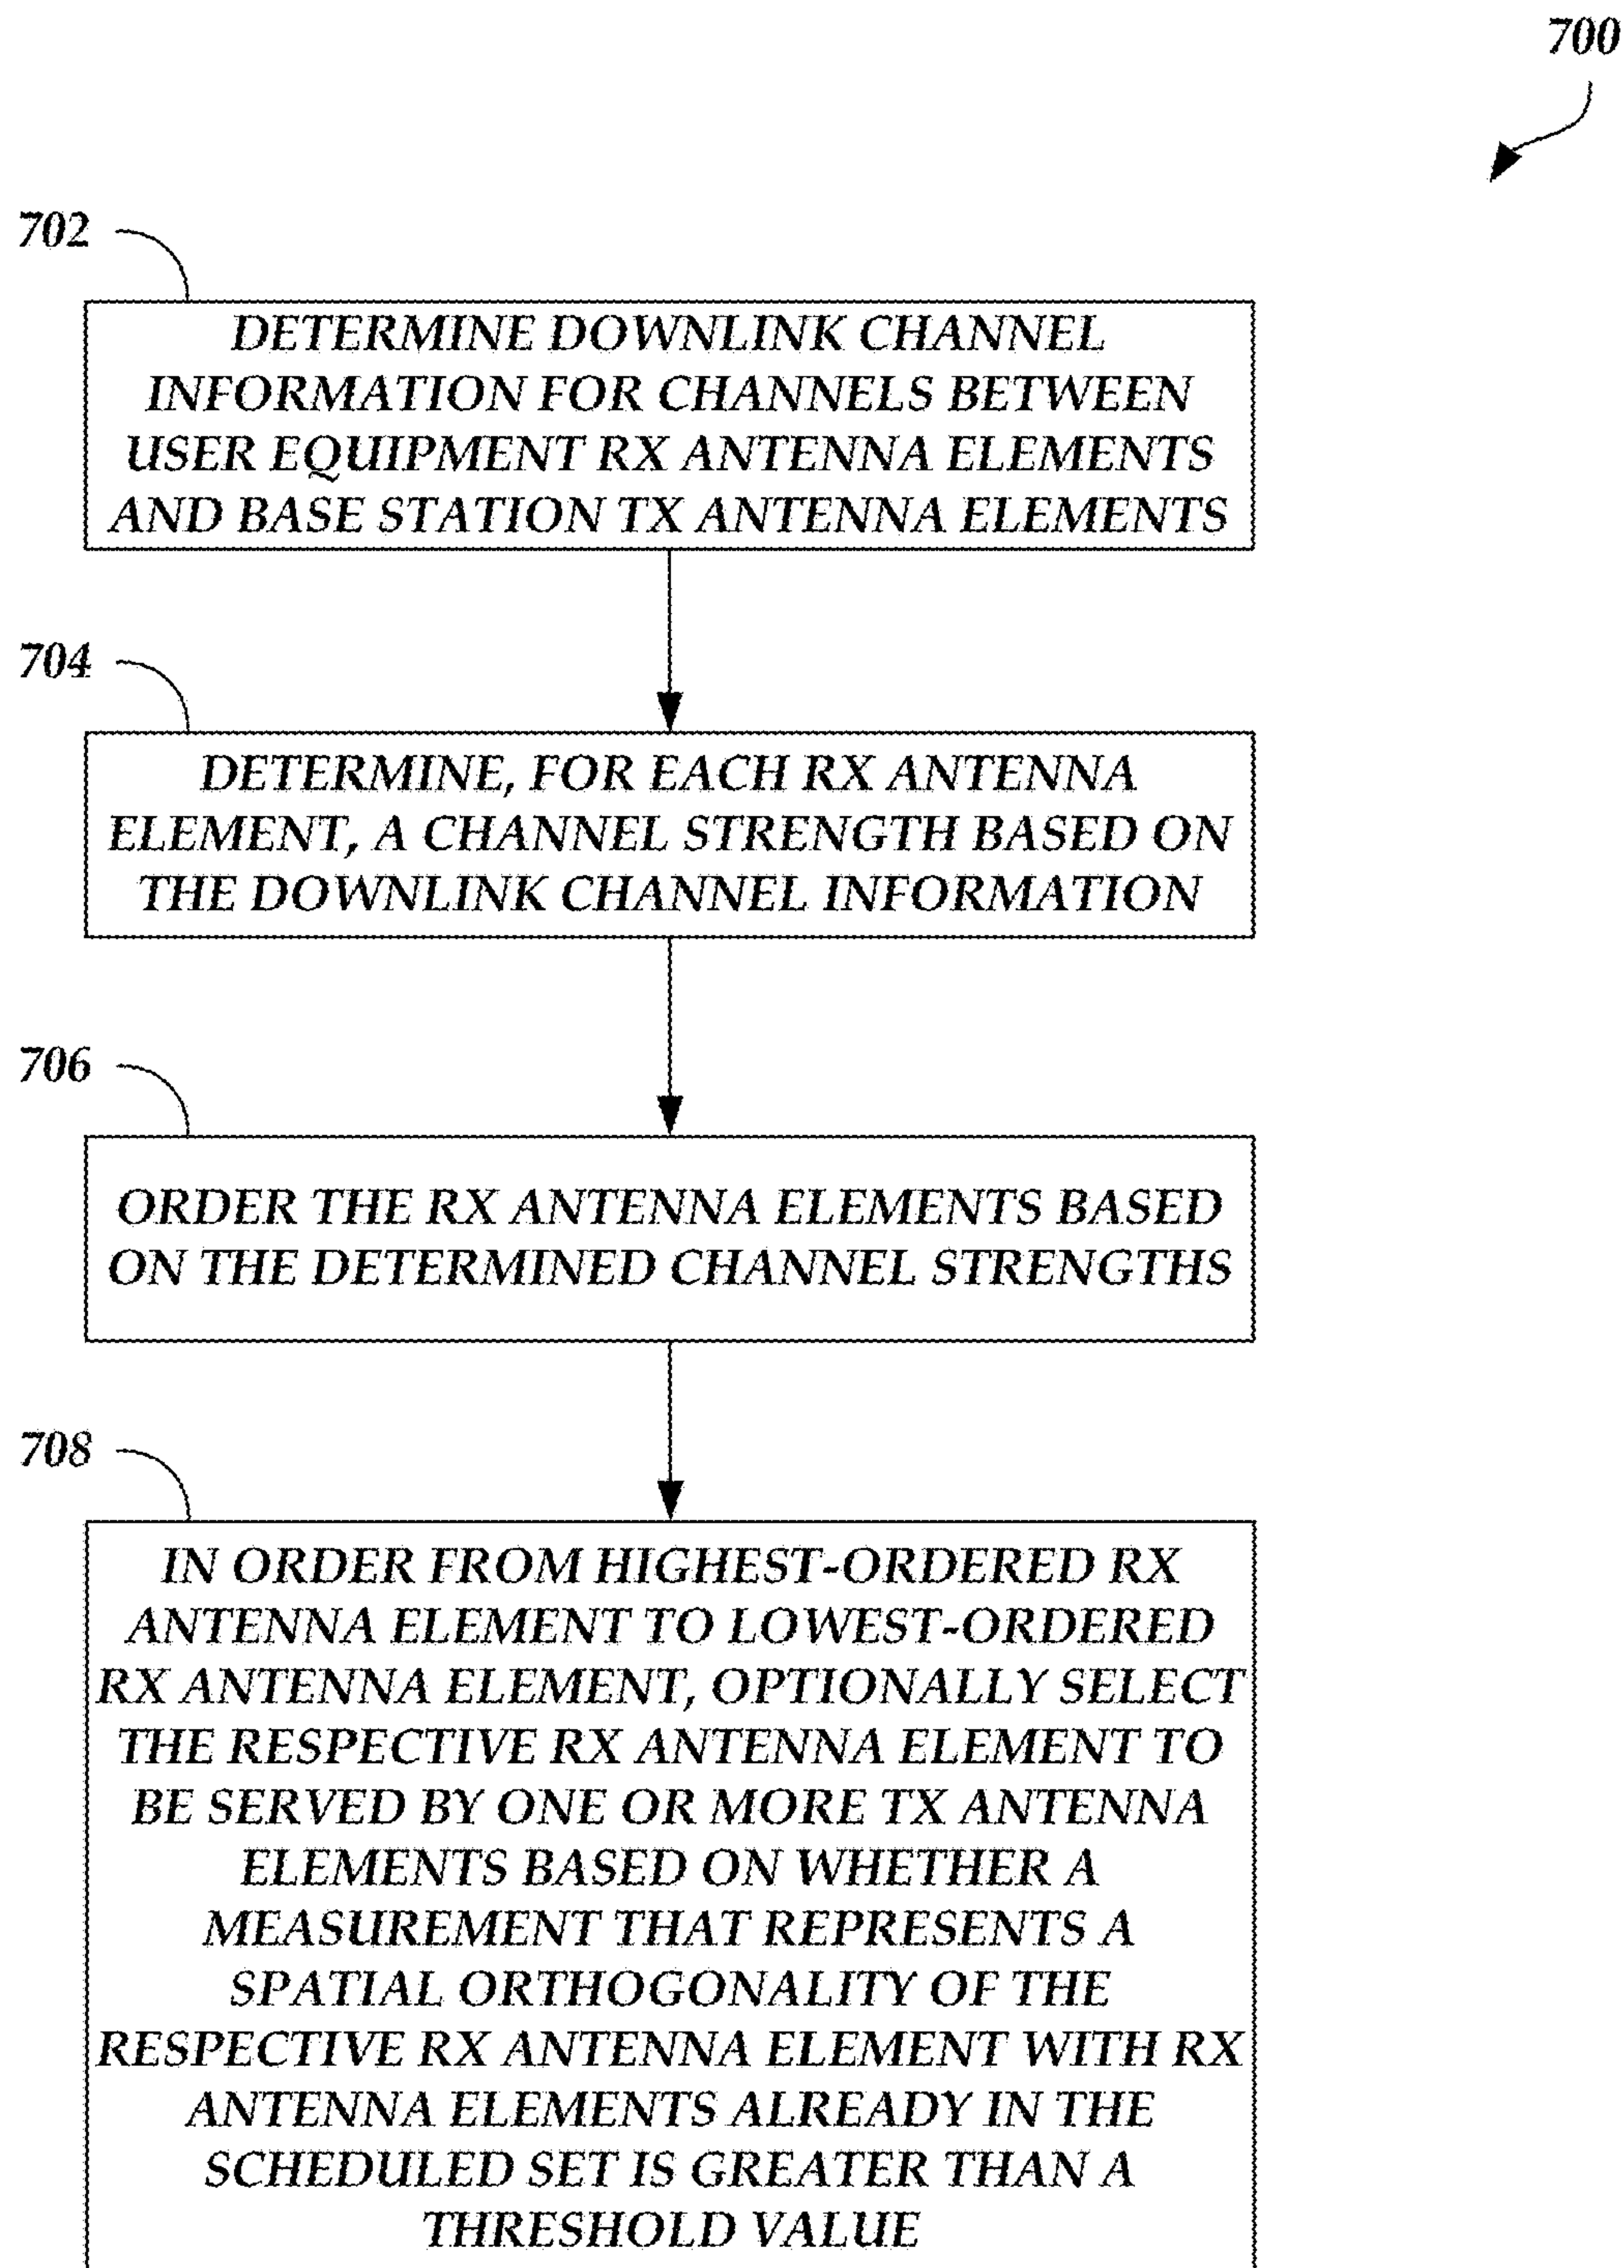 700
702
DETERMINE DOWNLINK CHANNEL
INFORMATION FOR CHANNELS BETWEEN
USER EQUIPMENT RX ANTENNA ELEMENTS
AND BASE STATION TX ANTENNA ELEMENTS
704
DETERMINE, FOR EACH RX ANTENNA
ELEMENT, A CHANNEL STRENGTH BASED ON
THE DOWNLINK CHANNEL INFORMATION
706
ORDER THE RX ANTENNA ELEMENTS BASED
ON THE DETERMINED CHANNEL STRENGTHS
708
IN ORDER FROM HIGHEST-ORDERED RX
ANTENNA ELEMENT TO LOWEST-ORDERED
RX ANTENNA ELEMENT, OPTIONALLY SELECT
THE RESPECTIVE RX ANTENNA ELEMENT TO
BE SERVED BY ONE OR MORE TX ANTENNA
ELEMENTS BASED ON WHETHER A
MEASUREMENT THAT REPRESENTS A
SPATIAL ORTHOGONALITY OF THE
RESPECTIVE RX ANTENNA ELEMENT WITH RX
ANTENNA ELEMENTS ALREADY IN THE
SCHEDULED SET IS GREATER THAN A
THRESHOLD VALUE